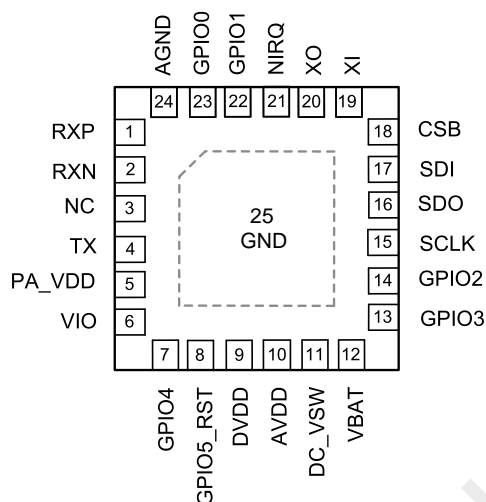 AGND
GPIO0
GPIO1
NIRQ
XO
XI
24
23
22
21
20
19
RXP 1
RXN 2
NC 3
TX 4
PA_VDD 5
VIO 6
25
GND
18 CSB
17 SDI
16 SDO
15 SCLK
14 GPIO2
13 GPIO3
7
8
9
10
11
12
GPIO4
GPIO5_RST
DVDD
AVDD
DC_VSW
VBAT